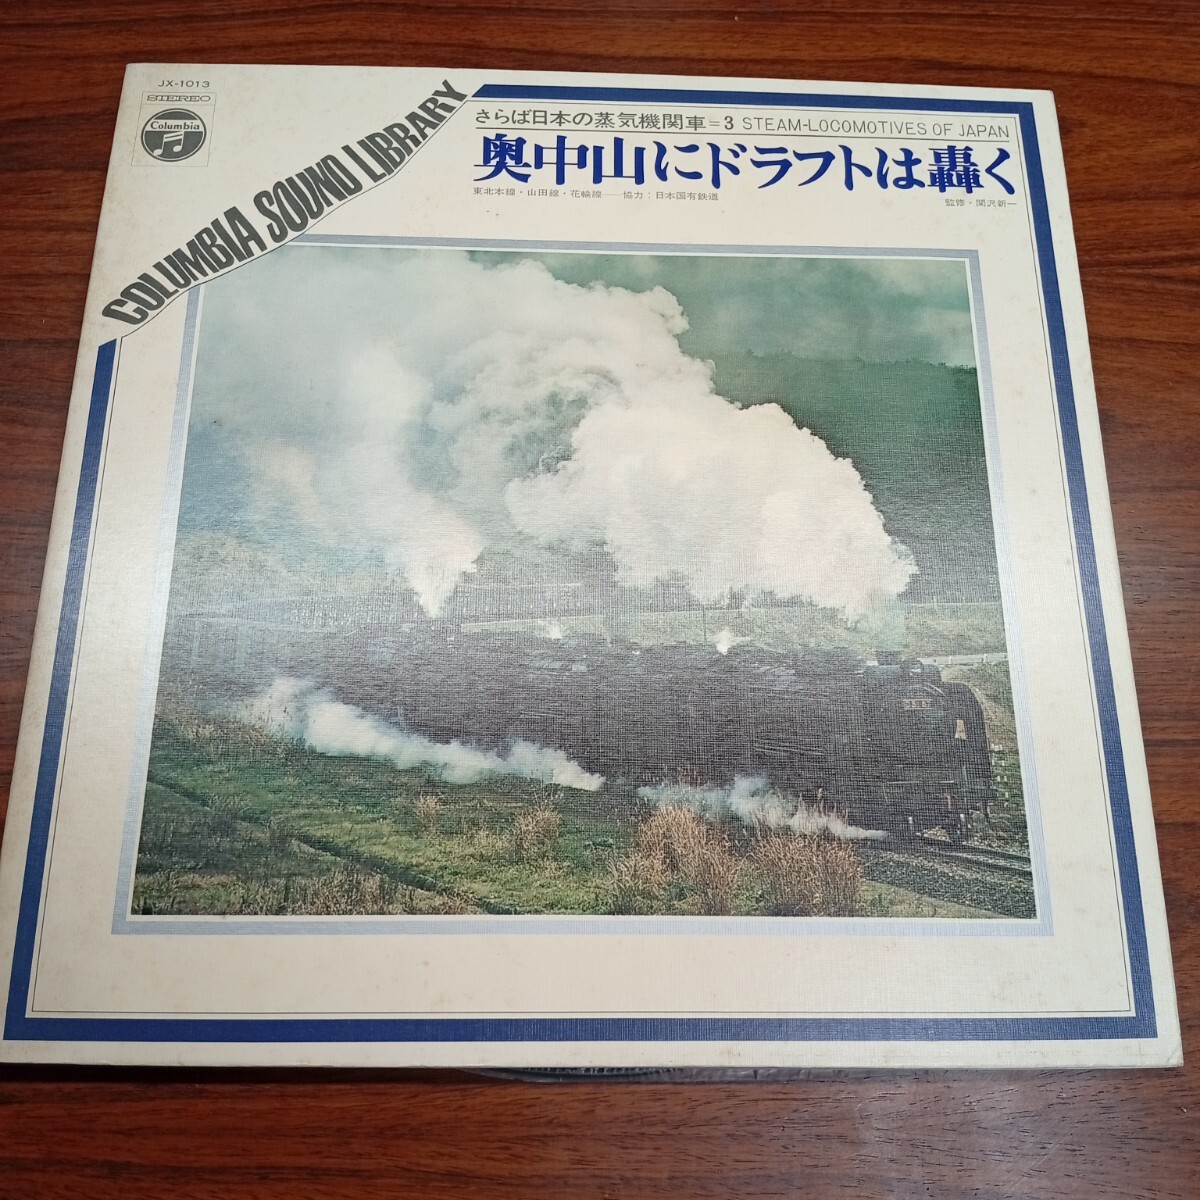 JX-1013
STEREO
Columbia
COLUMBIA SOUND LIBRARY
さらば日本の蒸気機関車=3 STEAM-LOCOMOTIVES OF JAPAN
奥中山にドラフトは轟く
東北本線・山田線・花輪線——協力:日本国有鉄道
監修・関沢新一